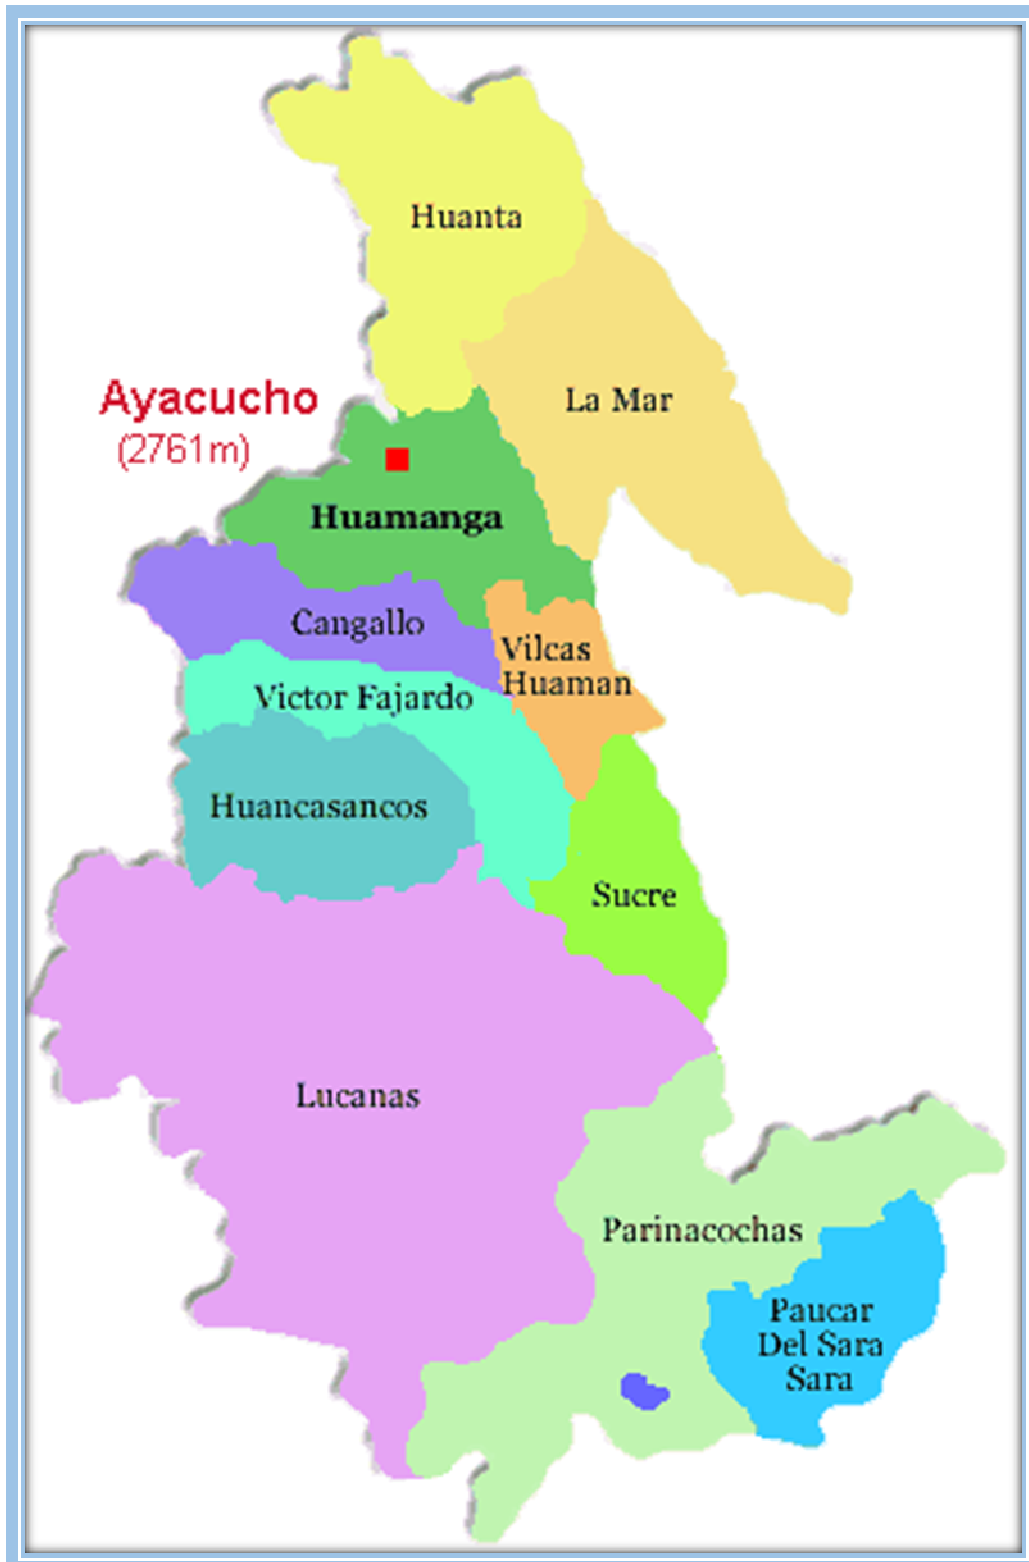 Huanta
Ayacucho
(2761m)
La Mar
Huamanga
Cangallo
Vilcas
Huaman
Victor Fajardo
Huancasancos
Sucre
Lucanas
Parinacochas
Paucar
Del Sara
Sara